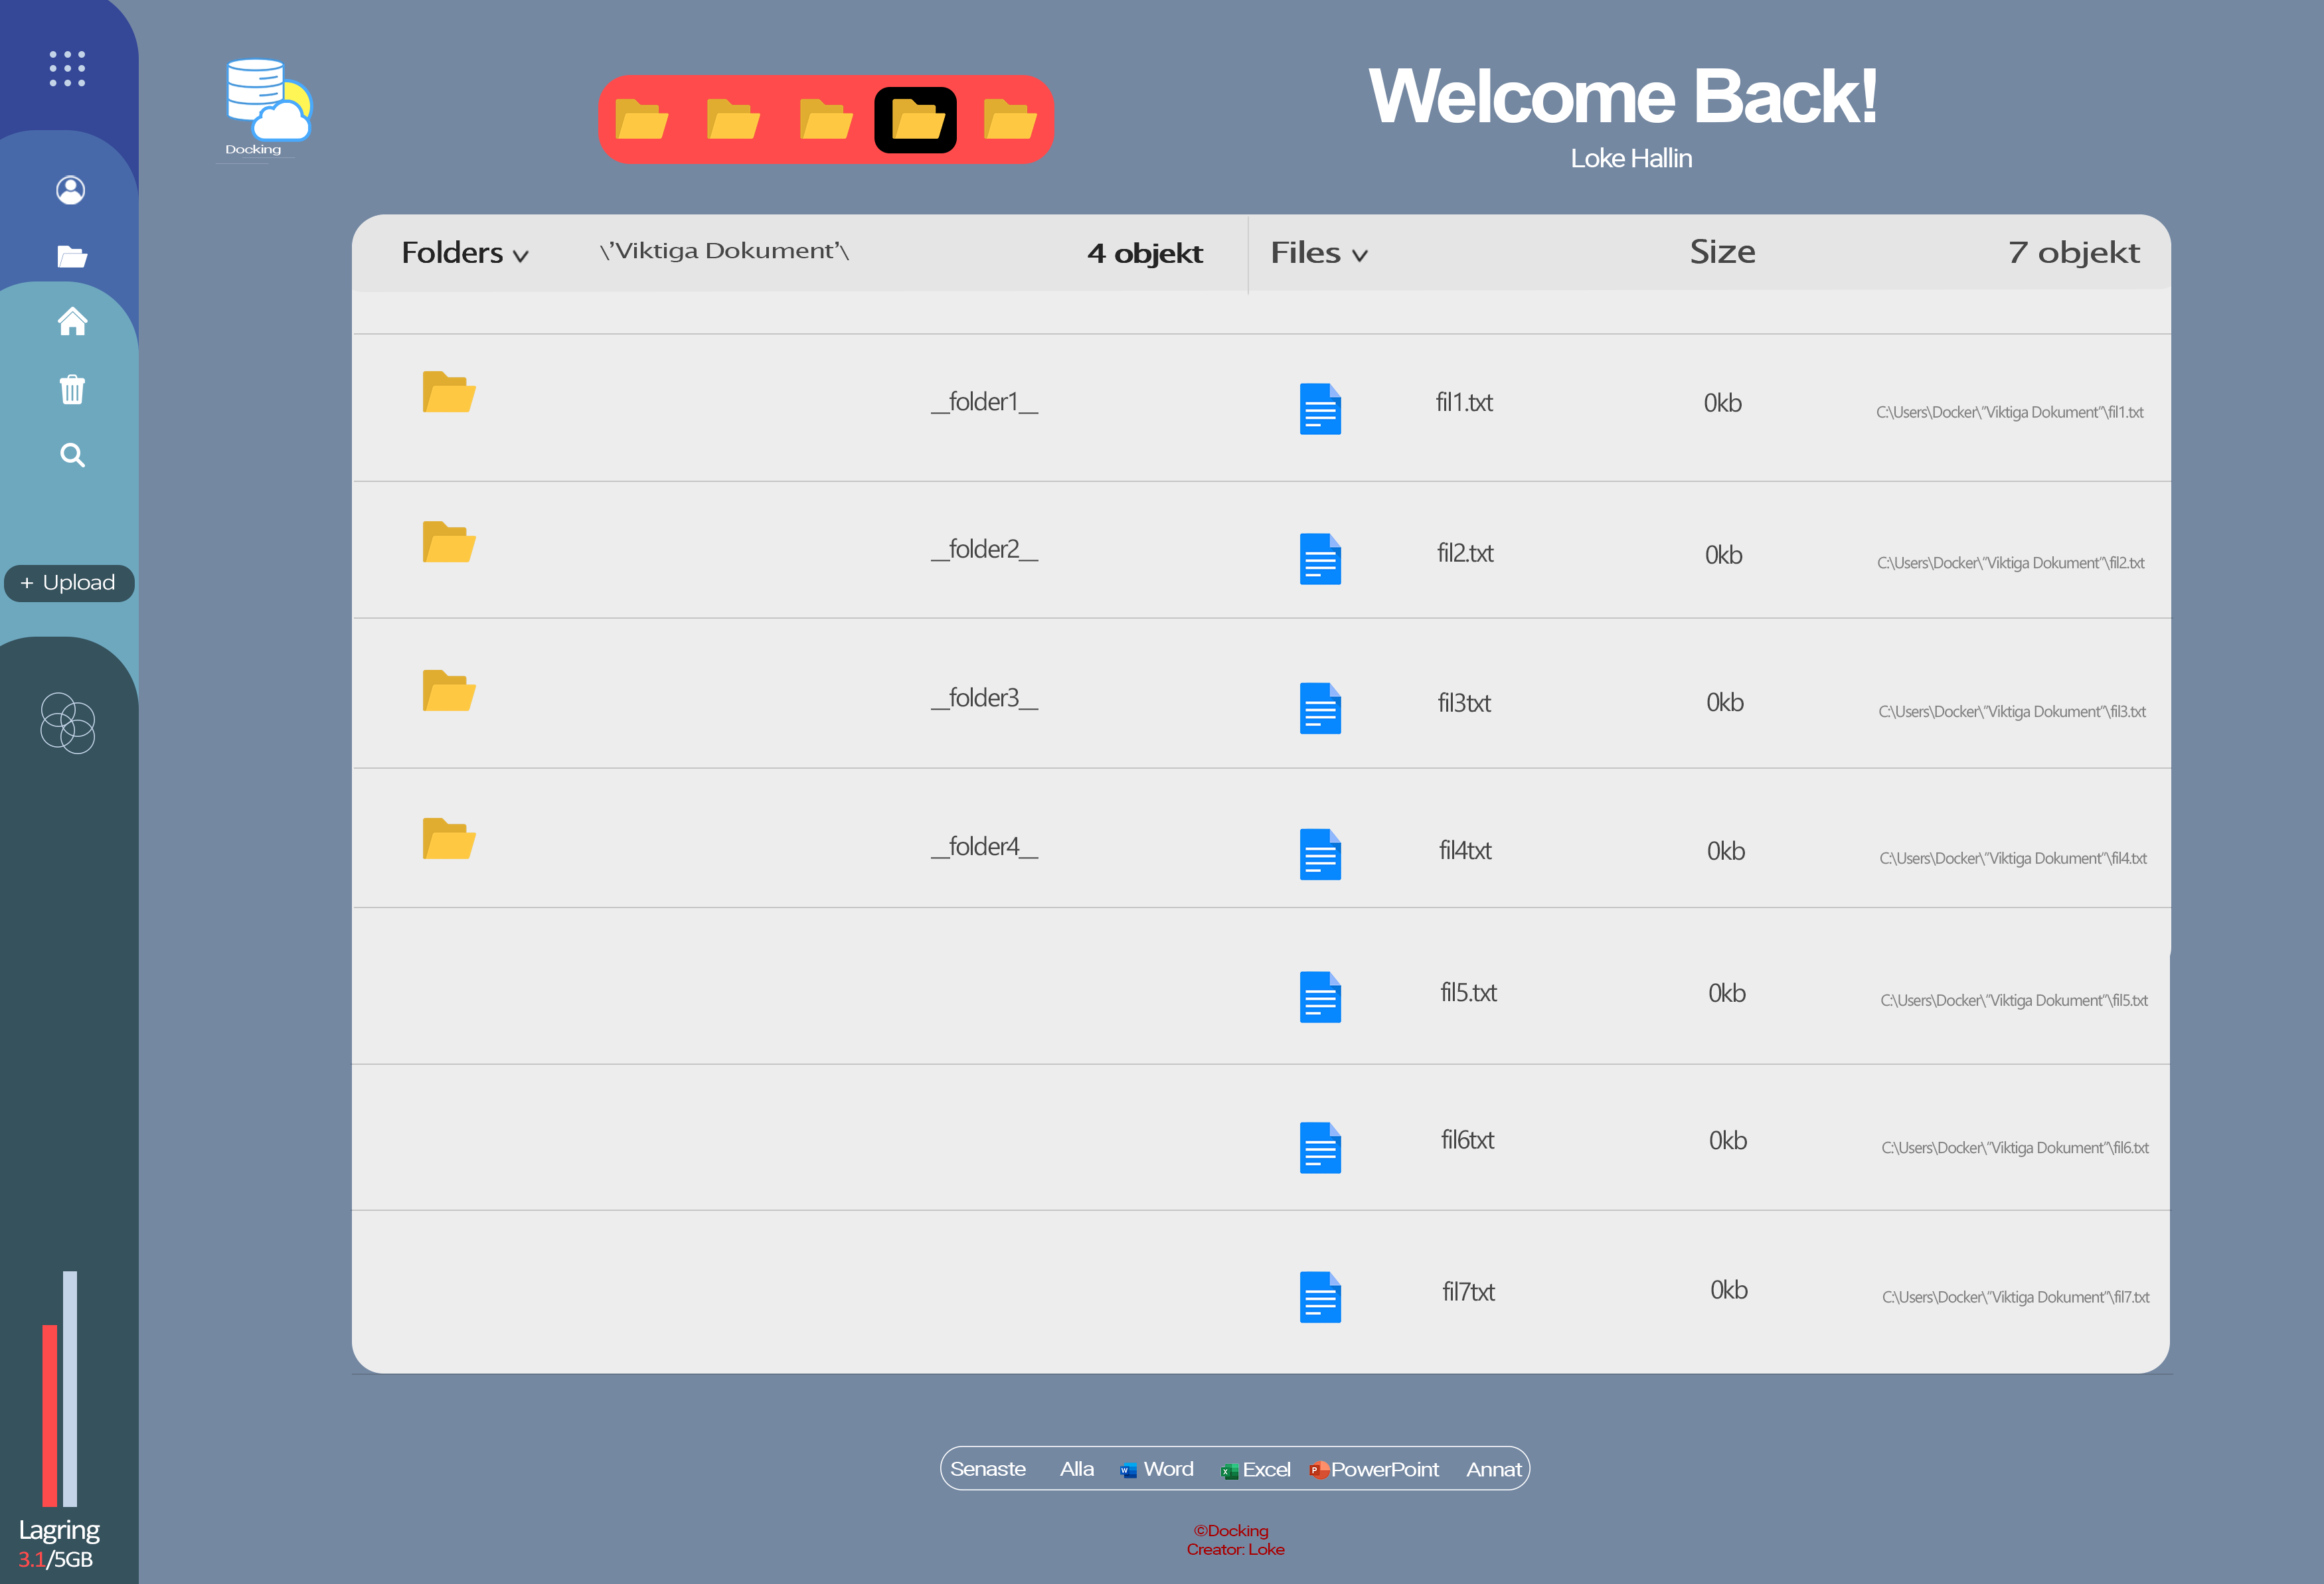 Docking
Welcome Back!
Loke Hallin
Folders
\’Viktiga Dokument’\
4 objekt
Files
Size
7 objekt
__folder1__
fil1.txt
0kb
C:\Users\Docker\”Viktiga Dokument”\fil1.txt
__folder2__
fil2.txt
0kb
C:\Users\Docker\”Viktiga Dokument”\fil2.txt
+ Upload
__folder3__
fil3txt
0kb
C:\Users\Docker\”Viktiga Dokument”\fil3.txt
__folder4__
fil4txt
0kb
C:\Users\Docker\”Viktiga Dokument”\fil4.txt
fil5.txt
0kb
C:\Users\Docker\”Viktiga Dokument”\fil5.txt
fil6txt
0kb
C:\Users\Docker\”Viktiga Dokument”\fil6.txt
fil7txt
0kb
C:\Users\Docker\”Viktiga Dokument”\fil7.txt
Senaste
Alla
Word
Excel
PowerPoint
Annat
Lagring
3.1/5GB
©Docking
Creator: Loke